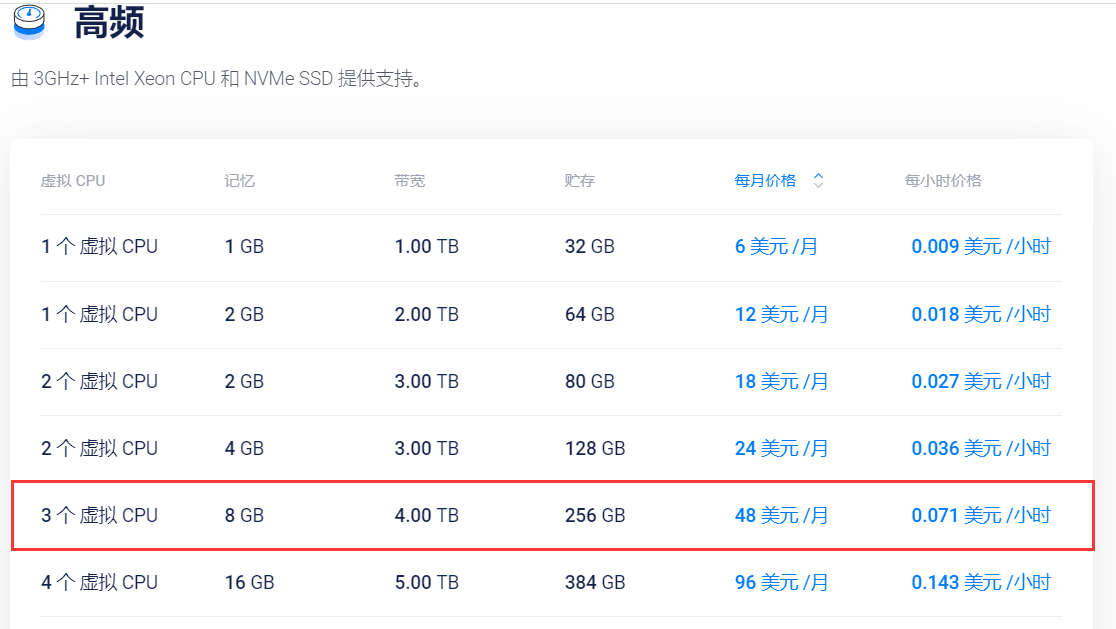 高频
由 3GHz+ Intel Xeon CPU 和 NVMe SSD 提供支持。
虚拟 CPU 记忆 带宽 贮存 每月价格 每小时价格
1 个 虚拟 CPU 1 GB 1.00 TB 32 GB 6 美元 /月 0.009 美元 /小时
1 个 虚拟 CPU 2 GB 2.00 TB 64 GB 12 美元 /月 0.018 美元 /小时
2 个 虚拟 CPU 2 GB 3.00 TB 80 GB 18 美元 /月 0.027 美元 /小时
2 个 虚拟 CPU 4 GB 3.00 TB 128 GB 24 美元 /月 0.036 美元 /小时
3 个 虚拟 CPU 8 GB 4.00 TB 256 GB 48 美元 /月 0.071 美元 /小时
4 个 虚拟 CPU 16 GB 5.00 TB 384 GB 96 美元 /月 0.143 美元 /小时